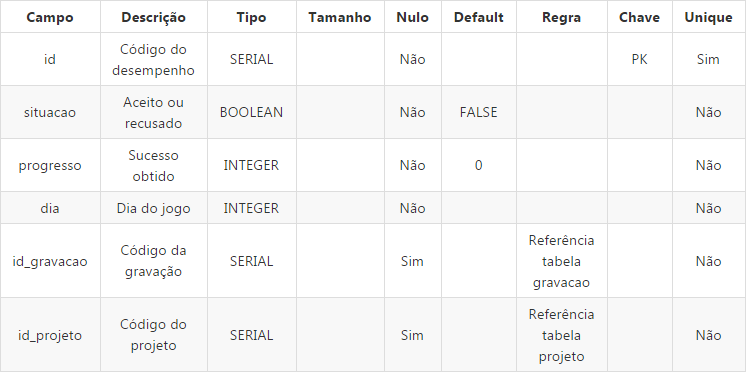 Campo Descrição Tipo Tamanho Nulo Default Regra Chave Unique
id Código do desempenho SERIAL Não PK Sim
situacao Aceito ou recusado BOOLEAN Não FALSE Não
progresso Sucesso obtido INTEGER Não 0 Não
dia Dia do jogo INTEGER Não Não
id_gravacao Código da gravação SERIAL Sim Referência tabela gravacao Não
id_projeto Código do projeto SERIAL Sim Referência tabela projeto Não